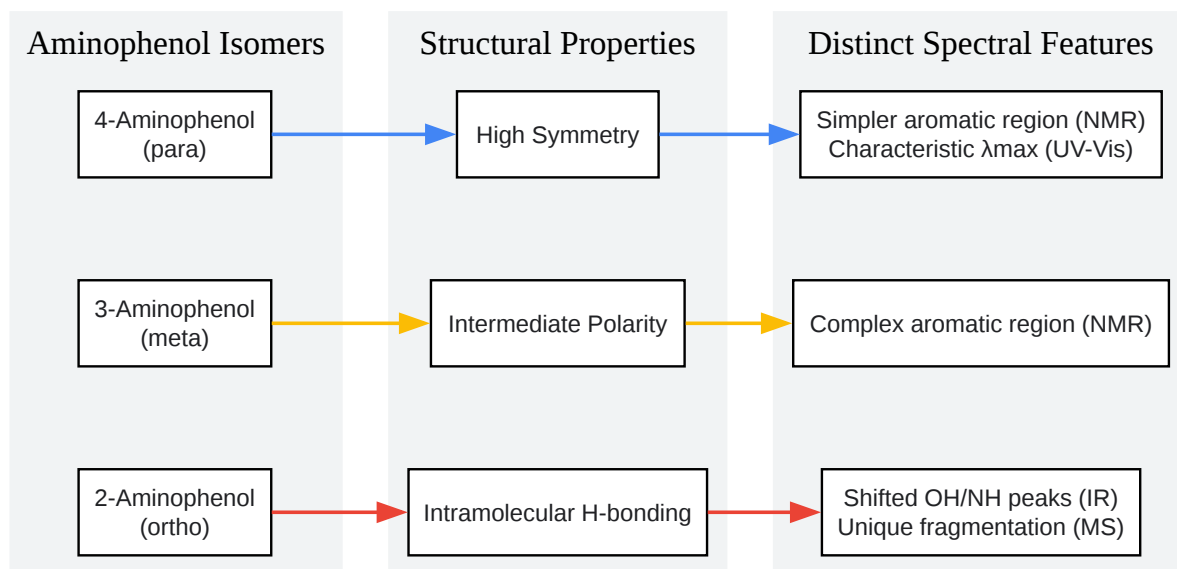 Aminophenol Isomers
Structural Properties
Distinct Spectral Features
4-Aminophenol
(para)
High Symmetry
Simpler aromatic region (NMR)
Characteristic λmax (UV-Vis)
3-Aminophenol
(meta)
Intermediate Polarity
Complex aromatic region (NMR)
2-Aminophenol
(ortho)
Intramolecular H-bonding
Shifted OH/NH peaks (IR)
Unique fragmentation (MS)